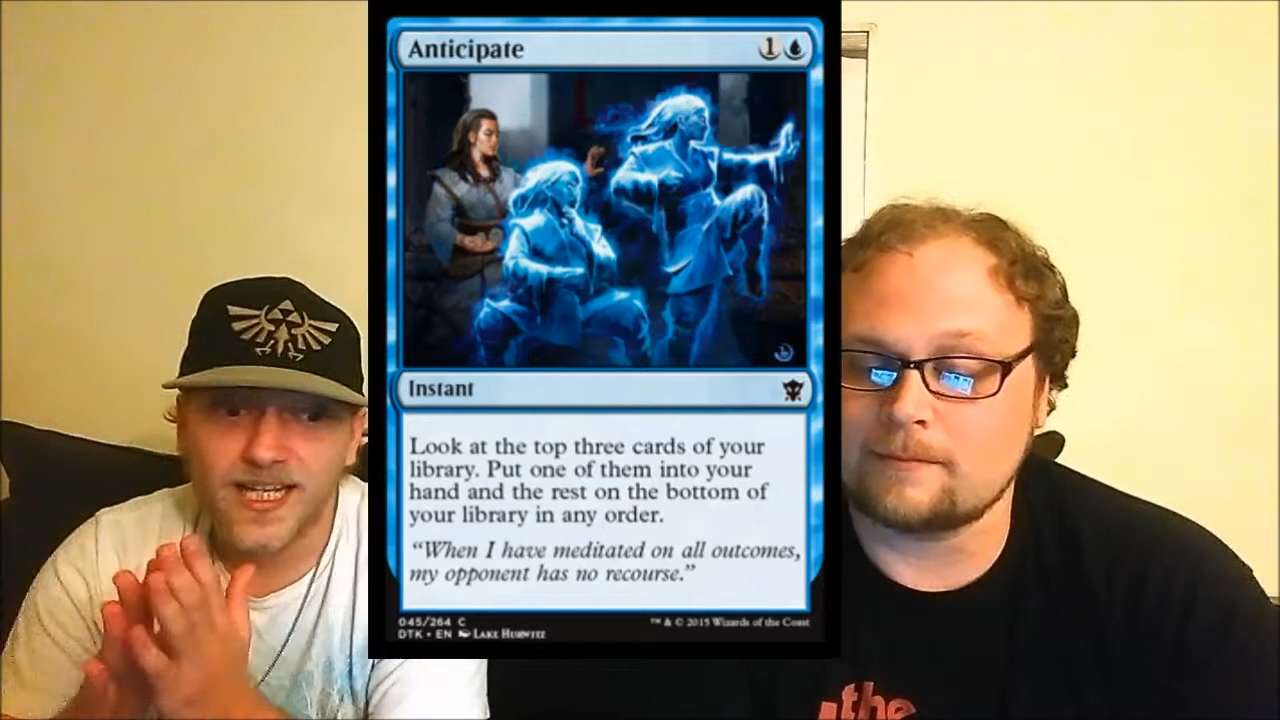 Anticipate 1
Instant
Look at the top three cards of your
library. Put one of them into your
hand and the rest on the bottom of
your library in any order.
“When I have meditated on all outcomes,
my opponent has no recourse.”
045/264 C
DTK • EN Lake Hurwitz
™ & © 2015 Wizards of the Coast
the